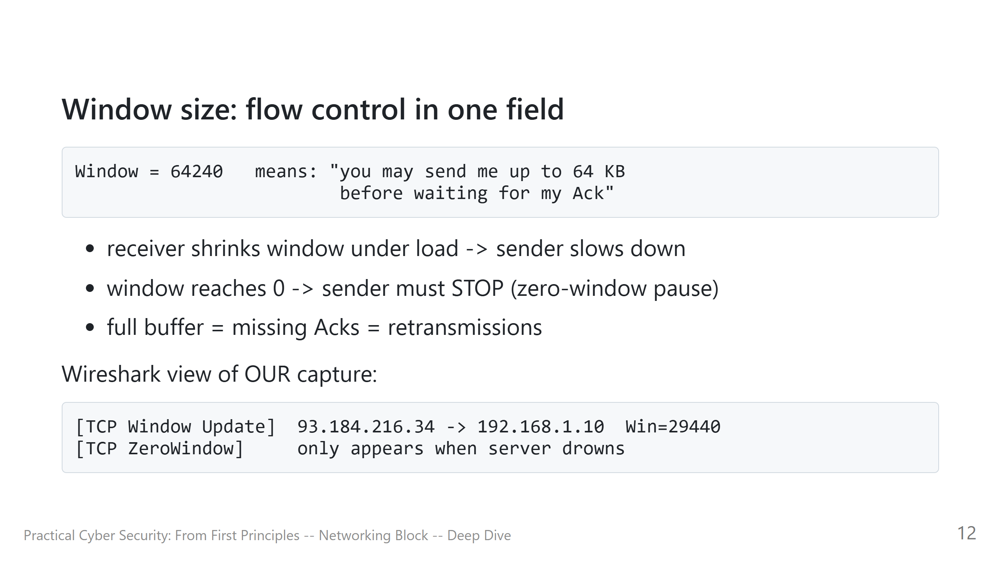 Window size: flow control in one field
Window = 64240   means: "you may send me up to 64 KB
                         before waiting for my Ack"
• receiver shrinks window under load -> sender slows down
• window reaches 0 -> sender must STOP (zero-window pause)
• full buffer = missing Acks = retransmissions
Wireshark view of OUR capture:
[TCP Window Update]  93.184.216.34 -> 192.168.1.10  Win=29440
[TCP ZeroWindow]     only appears when server drowns
Practical Cyber Security: From First Principles -- Networking Block -- Deep Dive
12